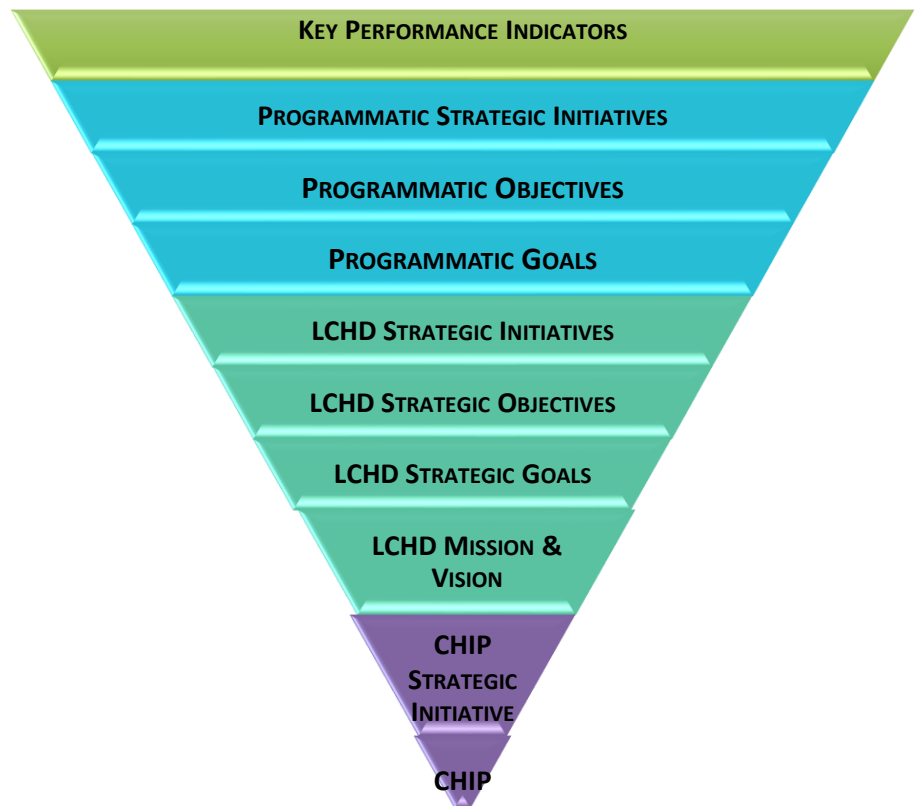 KEY PERFORMANCE INDICATORS
PROGRAMMATIC STRATEGIC INITIATIVES
PROGRAMMATIC OBJECTIVES
PROGRAMMATIC GOALS
LCHD STRATEGIC INITIATIVES
LCHD STRATEGIC OBJECTIVES
LCHD STRATEGIC GOALS
LCHD MISSION &
VISION
CHIP
STRATEGIC
INITIATIVE
CHIP